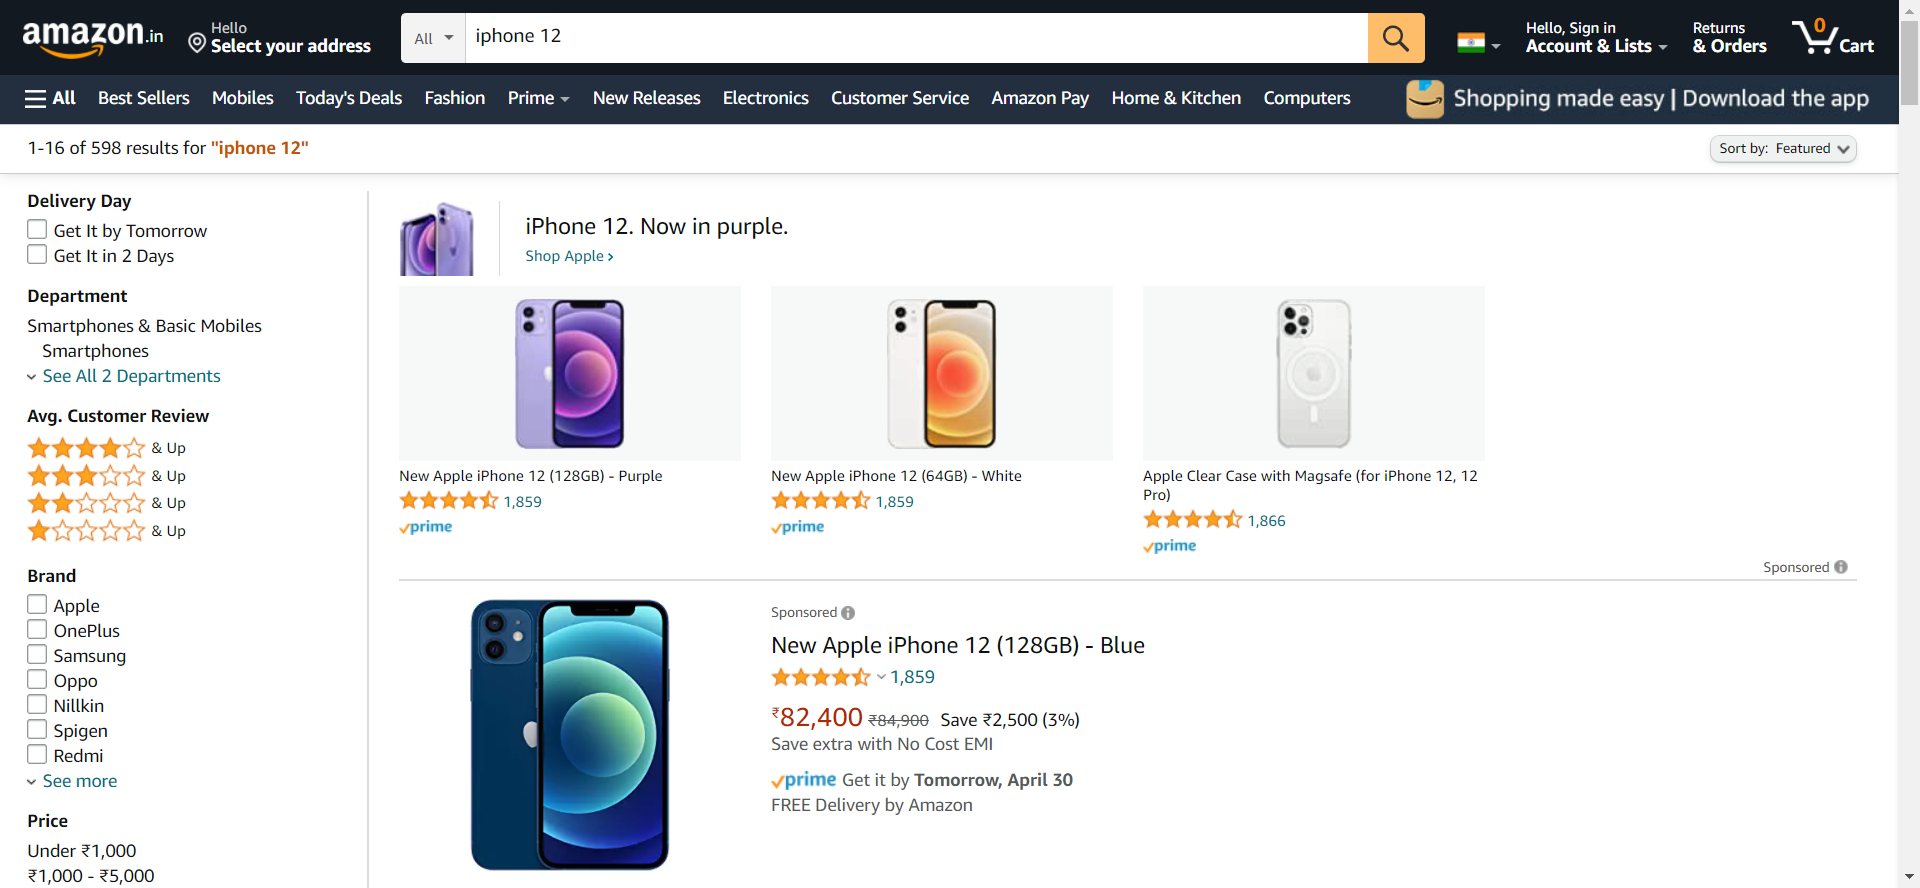 amazon.in
Hello
Select your address
All
iphone 12
Hello, Sign in
Account & Lists
Returns
& Orders
0
Cart
All
Best Sellers
Mobiles
Today's Deals
Fashion
Prime
New Releases
Electronics
Customer Service
Amazon Pay
Home & Kitchen
Computers
Shopping made easy | Download the app
1-16 of 598 results for "iphone 12"
Sort by: Featured
Delivery Day
Get It by Tomorrow
Get It in 2 Days
Department
Smartphones & Basic Mobiles
Smartphones
See All 2 Departments
Avg. Customer Review
& Up
& Up
& Up
& Up
Brand
Apple
OnePlus
Samsung
Oppo
Nillkin
Spigen
Redmi
See more
Price
Under ₹1,000
₹1,000 - ₹5,000
iPhone 12. Now in purple.
Shop Apple ›
New Apple iPhone 12 (128GB) - Purple
1,859
prime
New Apple iPhone 12 (64GB) - White
1,859
prime
Apple Clear Case with Magsafe (for iPhone 12, 12
Pro)
1,866
prime
Sponsored
Sponsored
New Apple iPhone 12 (128GB) - Blue
1,859
₹82,400 ₹84,900 Save ₹2,500 (3%)
Save extra with No Cost EMI
prime Get it by Tomorrow, April 30
FREE Delivery by Amazon